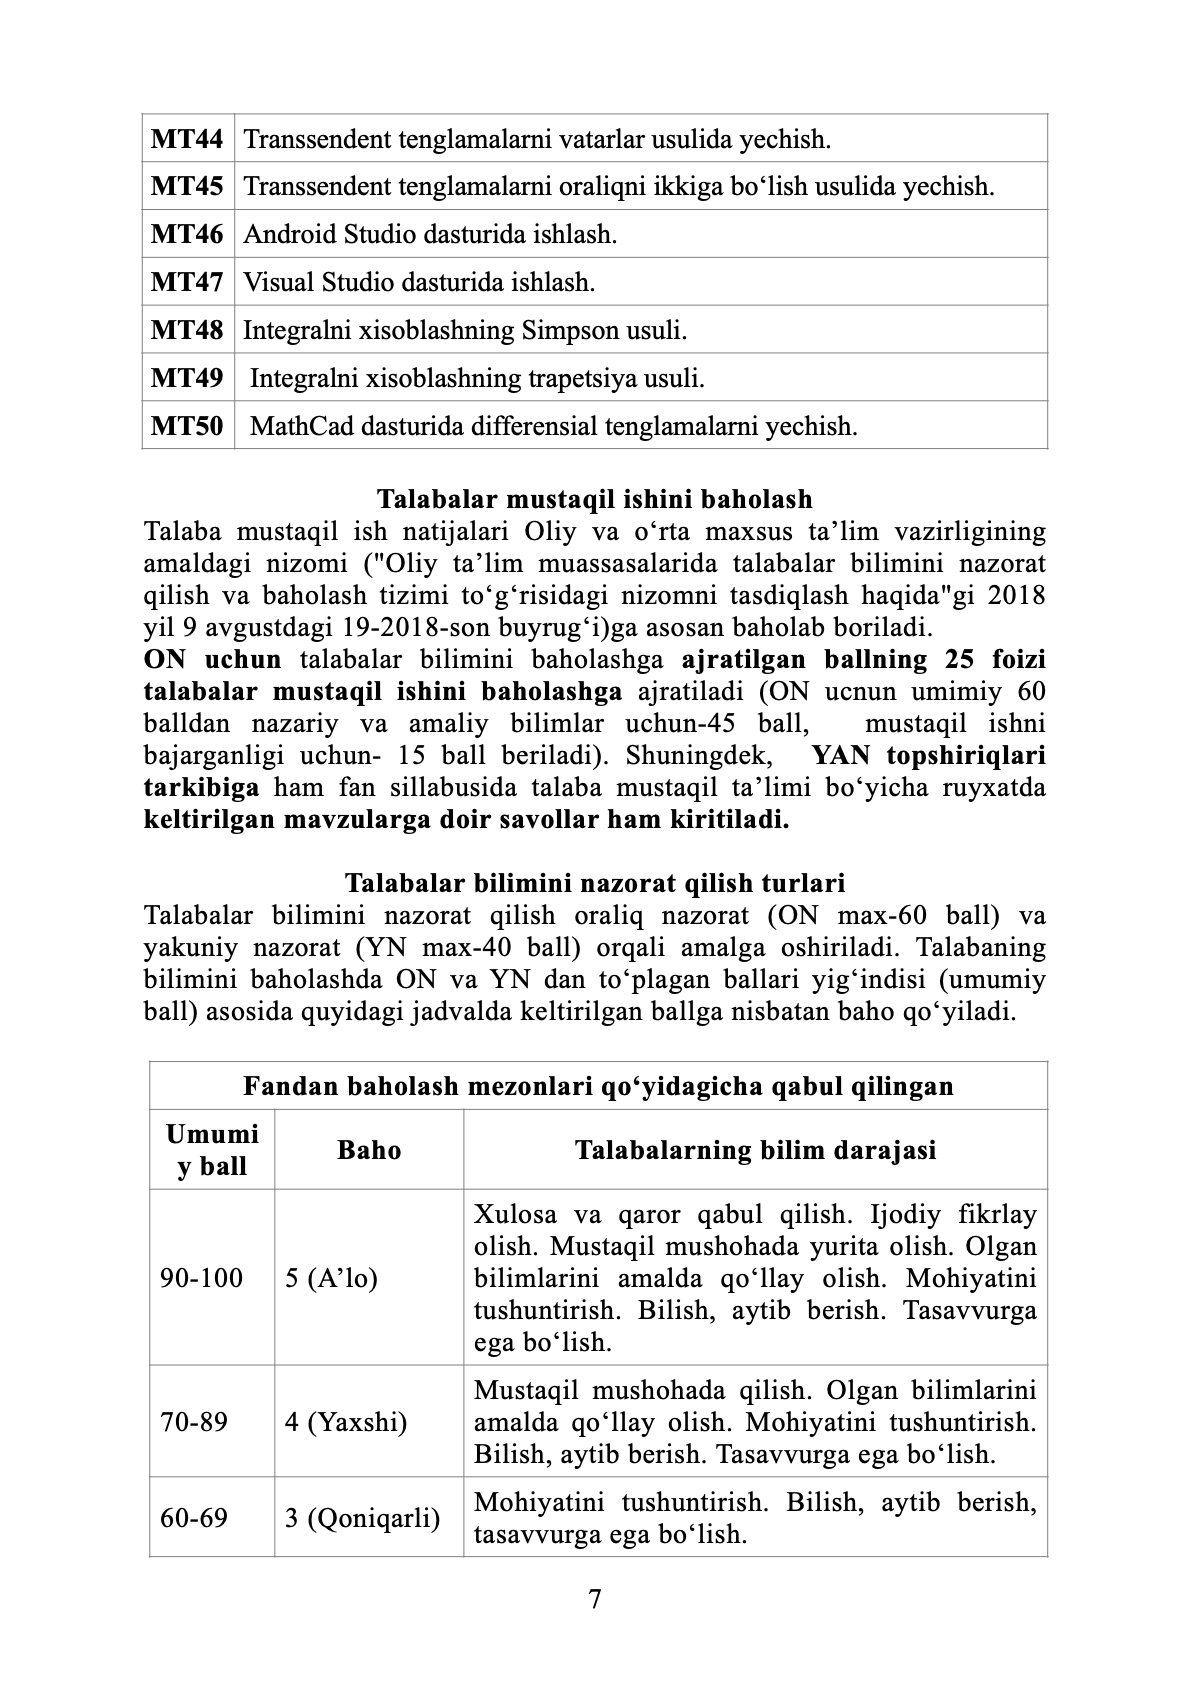 MT44 Transsendent tenglamalarni vatarlar usulida yechish.
MT45 Transsendent tenglamalarni oraliqni ikkiga bo‘lish usulida yechish.
MT46 Android Studio dasturida ishlash.
MT47 Visual Studio dasturida ishlash.
MT48 Integralni xisoblashning Simpson usuli.
MT49 Integralni xisoblashning trapetsiya usuli.
MT50 MathCad dasturida differensial tenglamalarni yechish.
Talabalar mustaqil ishini baholash
Talaba mustaqil ish natijalari Oliy va o‘rta maxsus ta’lim vazirligining
amaldagi nizomi ("Oliy ta’lim muassasalarida talabalar bilimini nazorat
qilish va baholash tizimi to‘g‘risidagi nizomni tasdiqlash haqida"gi 2018
yil 9 avgustdagi 19-2018-son buyrug‘i)ga asosan baholab boriladi.
ON uchun talabalar bilimini baholashga ajratilgan ballning 25 foizi
talabalar mustaqil ishini baholashga ajratiladi (ON ucnun umimiy 60
balldan nazariy va amaliy bilimlar uchun-45 ball, mustaqil ishni
bajarganligi uchun- 15 ball beriladi). Shuningdek, YAN topshiriqlari
tarkibiga ham fan sillabusida talaba mustaqil ta’limi bo‘yicha ruyxatda
keltirilgan mavzularga doir savollar ham kiritiladi.
Talabalar bilimini nazorat qilish turlari
Talabalar bilimini nazorat qilish oraliq nazorat (ON max-60 ball) va
yakuniy nazorat (YN max-40 ball) orqali amalga oshiriladi. Talabaning
bilimini baholashda ON va YN dan to‘plagan ballari yig‘indisi (umumiy
ball) asosida quyidagi jadvalda keltirilgan ballga nisbatan baho qo‘yiladi.
Fandan baholash mezonlari qo‘yidagicha qabul qilingan
Umumi
y ball
Baho
Talabalarning bilim darajasi
90-100
5 (A’lo)
Xulosa va qaror qabul qilish. Ijodiy fikrlay
olish. Mustaqil mushohada yurita olish. Olgan
bilimlarini amalda qo‘llay olish. Mohiyatini
tushuntirish. Bilish, aytib berish. Tasavvurga
ega bo‘lish.
70-89
4 (Yaxshi)
Mustaqil mushohada qilish. Olgan bilimlarini
amalda qo‘llay olish. Mohiyatini tushuntirish.
Bilish, aytib berish. Tasavvurga ega bo‘lish.
60-69
3 (Qoniqarli)
Mohiyatini tushuntirish. Bilish, aytib berish,
tasavvurga ega bo‘lish.
7